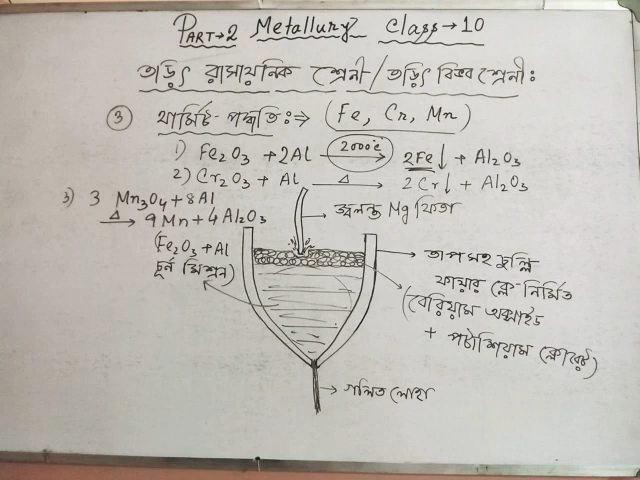 PART→2 Metallury Class→10
তড়িৎ রাসায়নিক শ্রেনী / তড়িৎ বিভব শ্রেনী:
③ থার্মিট-পদ্ধতি:⇒ (Fe, Cr, Mn)
1) Fe₂O₃ + 2Al 2000°c → 2Fe↓ + Al₂O₃
2) Cr₂O₃ + Al △ → 2Cr↓ + Al₂O₃
3) 3 Mn₃O₄ + 8Al
△ → 9Mn + 4Al₂O₃
→ জ্বলন্ত Mg ফিতা
(Fe₂O₃ + Al
চূর্ন মিশ্রন)
→ তাপসহ চুল্লি
ফায়ার ক্লে-নির্মিত
(বেরিয়াম অক্সাইড
+ পটাশিয়াম ক্লোরেট)
→ গলিত লোহা